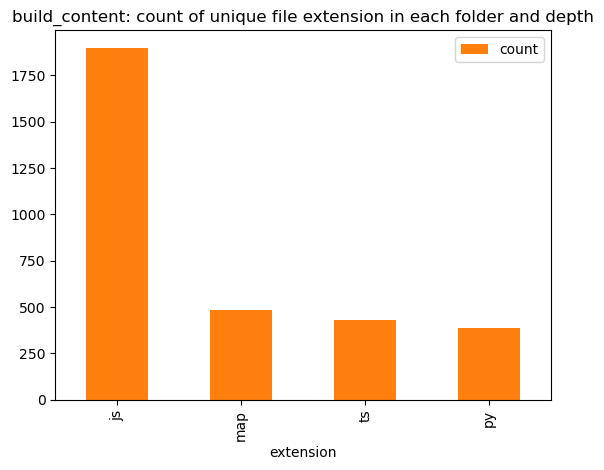 build_content: count of unique file extension in each folder and depth
count
1750
1500
1250
1000
750
500
250
0
js
map
ts
py
extension